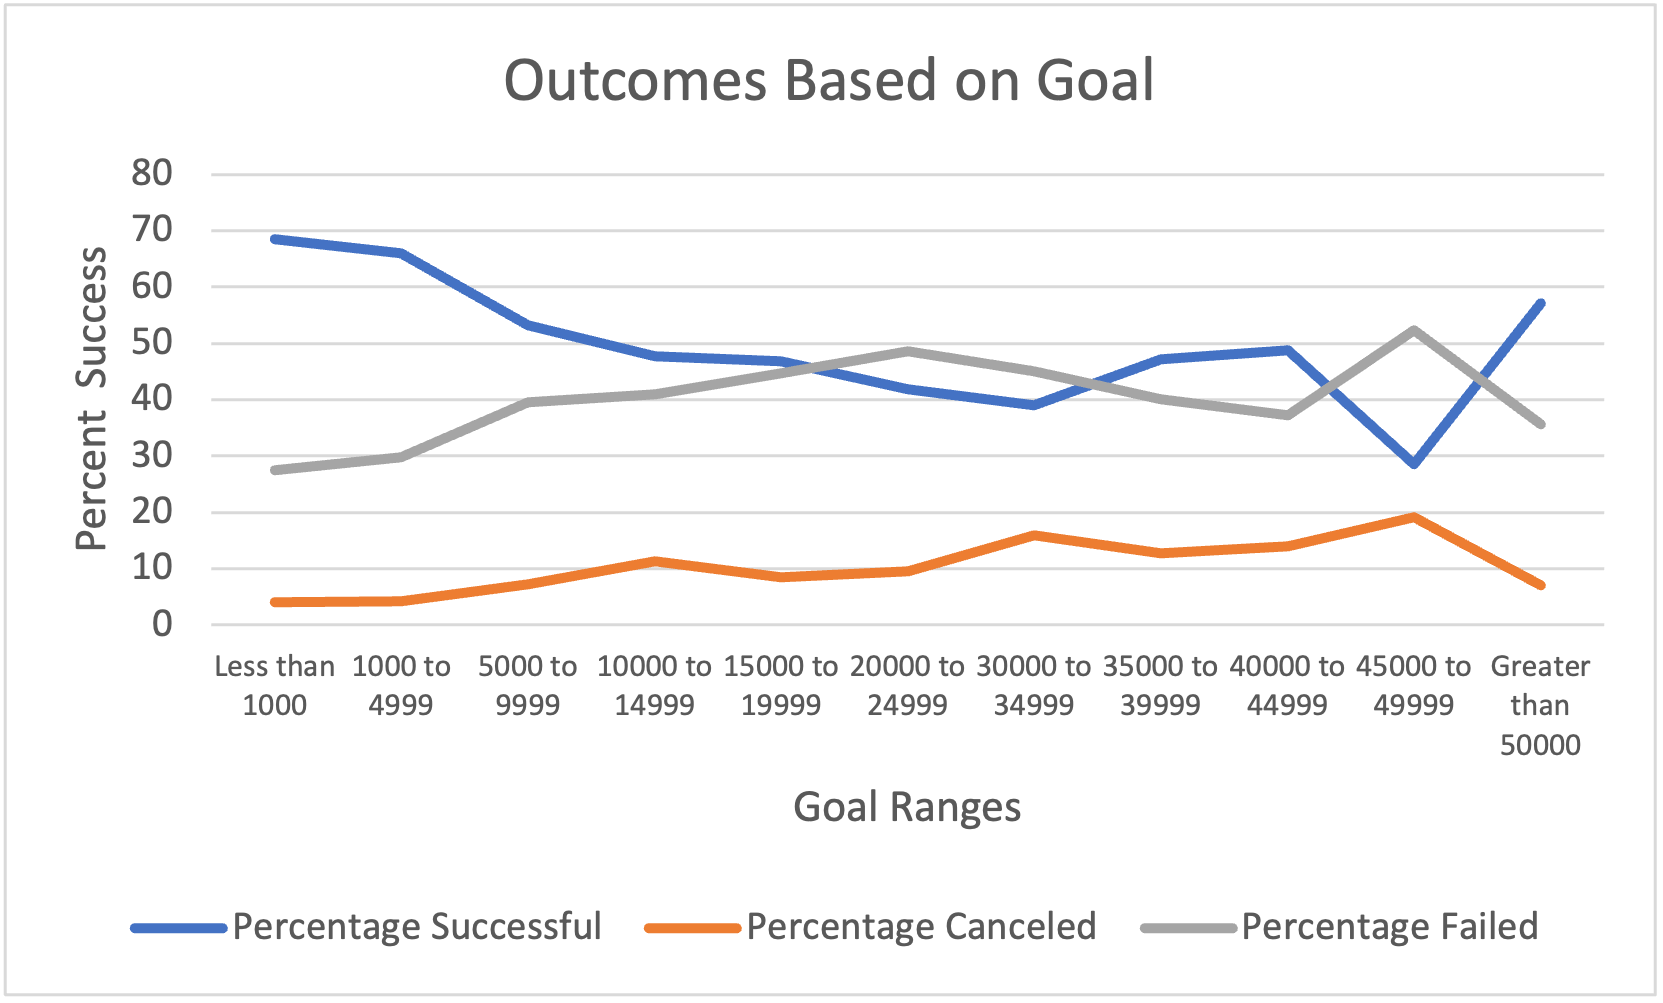 Outcomes Based on Goal
80
70
60
50
40
30
20
10
0
Percent Success
Less than 1000
1000 to 4999
5000 to 9999
10000 to 14999
15000 to 19999
20000 to 24999
30000 to 34999
35000 to 39999
40000 to 44999
45000 to 49999
Greater than 50000
Goal Ranges
Percentage Successful
Percentage Canceled
Percentage Failed